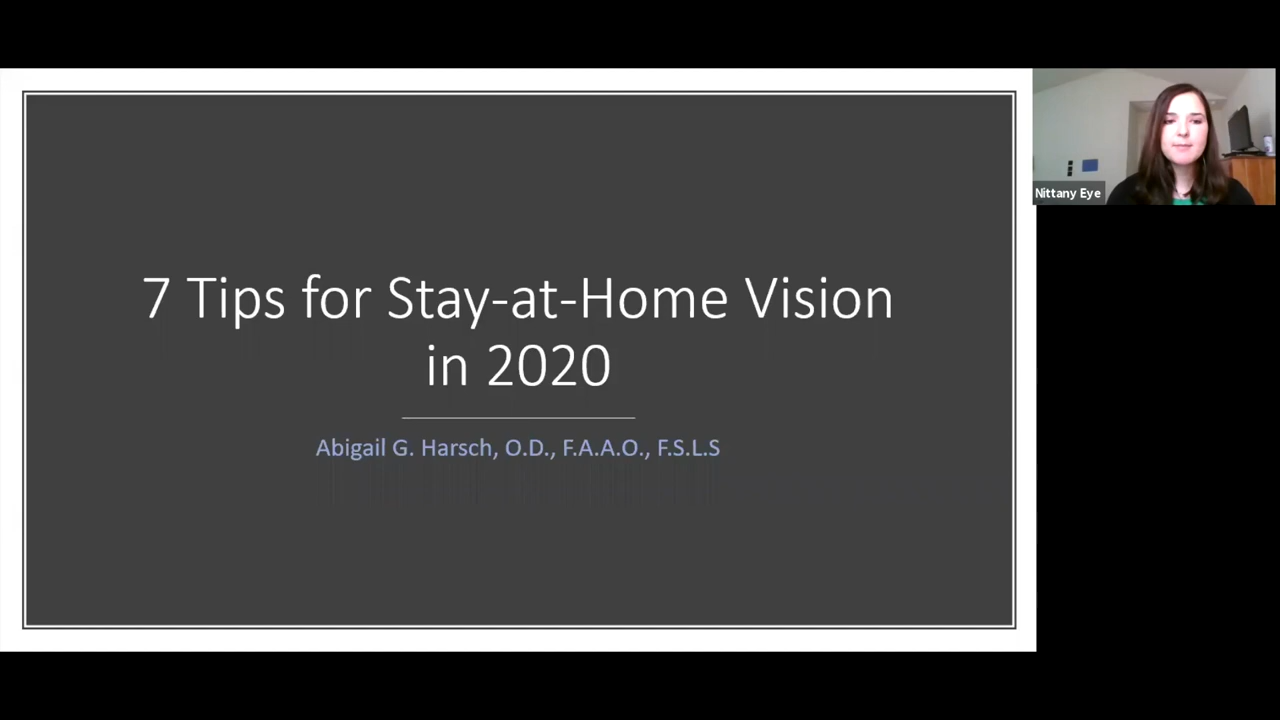 7 Tips for Stay-at-Home Vision
in 2020
Abigail G. Harsch, O.D., F.A.A.O., F.S.L.S
Nittany Eye